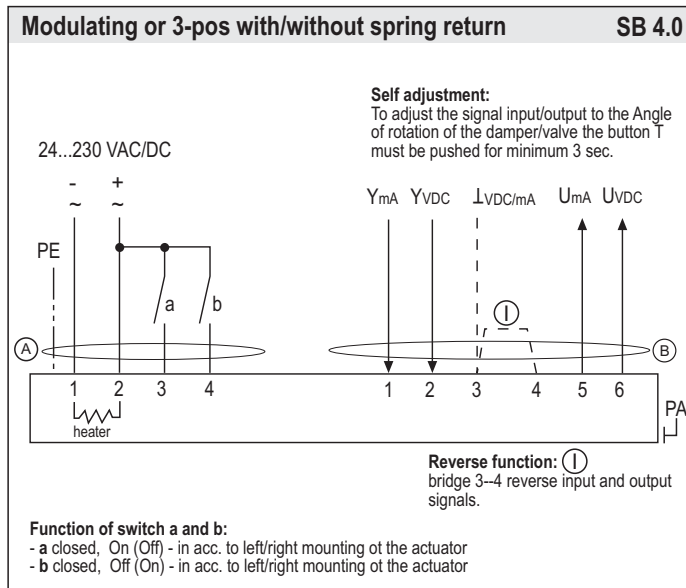 Modulating or 3-pos with/without spring return SB 4.0
Self adjustment:
To adjust the signal input/output to the Angle
of rotation of the damper/valve the button T
must be pushed for minimum 3 sec.
24...230 VAC/DC
- +
~ ~
PE
a b
A
YmA YVDC ⊥VDC/mA UmA UVDC
I
B
1 2 3 4
heater
1 2 3 4 5 6
PA
Reverse function: I
bridge 3--4 reverse input and output
signals.
Function of switch a and b:
- a closed, On (Off) - in acc. to left/right mounting ot the actuator
- b closed, Off (On) - in acc. to left/right mounting ot the actuator